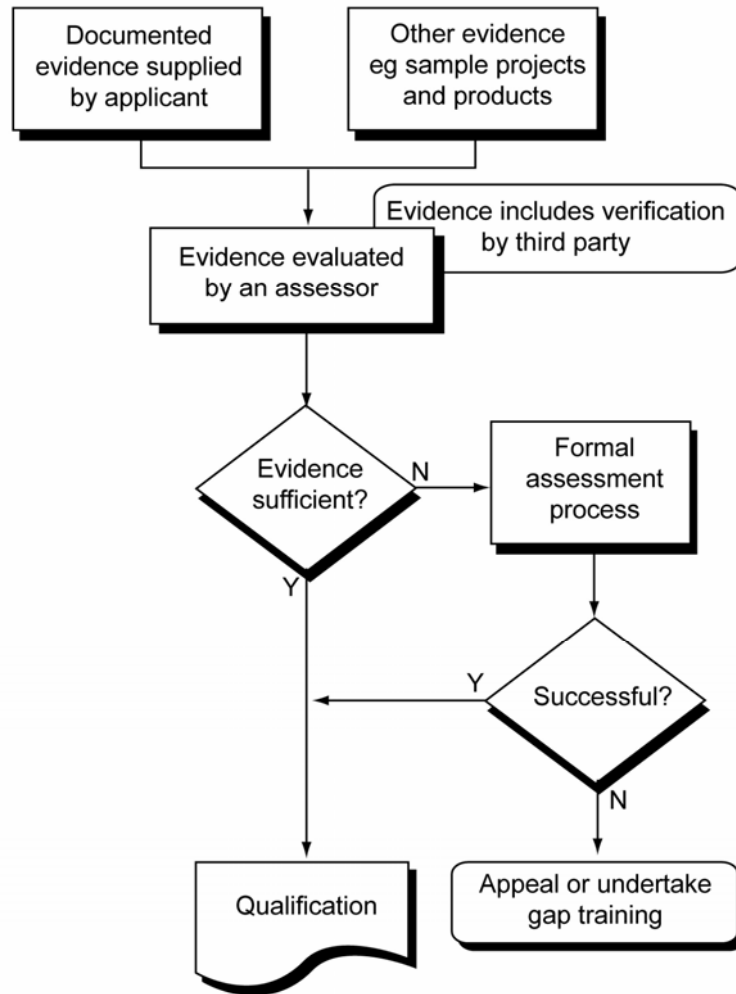 Documented
evidence supplied
by applicant
Other evidence
eg sample projects
and products
Evidence includes verification
by third party
Evidence evaluated
by an assessor
Evidence
sufficient?
N
Formal
assessment
process
Y
Y
Successful?
N
Qualification
Appeal or undertake
gap training